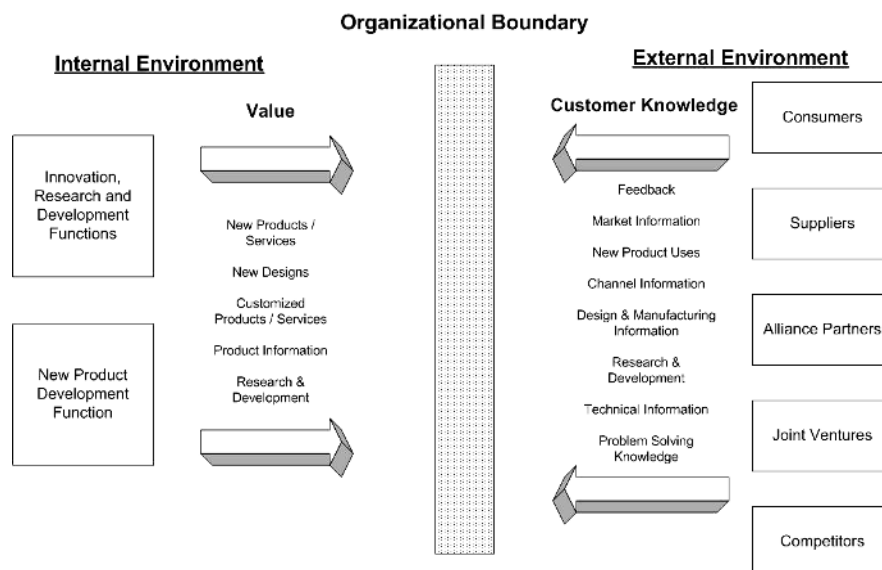 Organizational Boundary
Internal Environment
External Environment
Value
Customer Knowledge
Innovation,
Research and
Development
Functions
New Product
Development
Function
New Products /
Services
New Designs
Customized
Products / Services
Product Information
Research &
Development
Feedback
Market Information
New Product Uses
Channel Information
Design & Manufacturing
Information
Research &
Development
Technical Information
Problem Solving
Knowledge
Consumers
Suppliers
Alliance Partners
Joint Ventures
Competitors